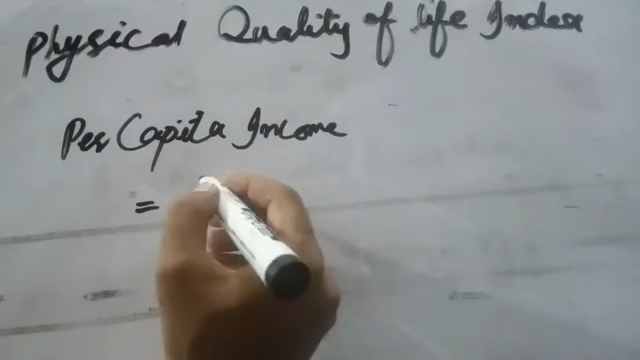 Physical Quality of life Index
Per Capita Income
=